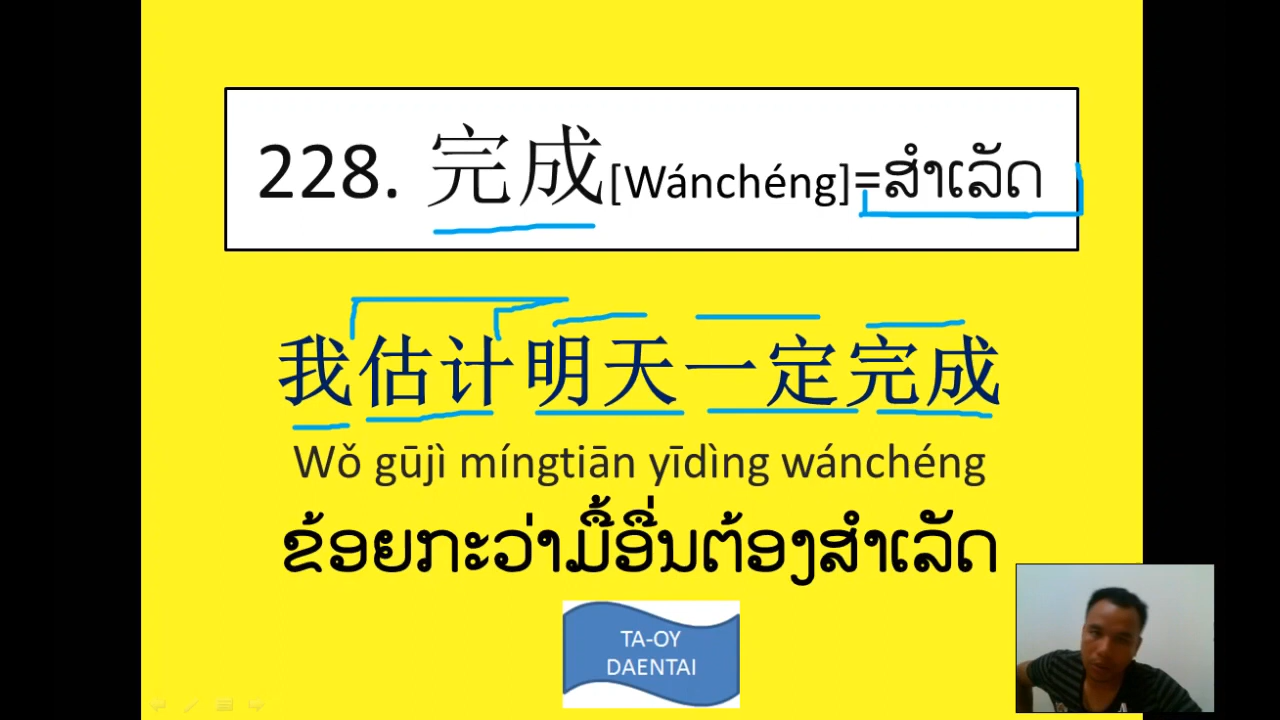 228. 完成[Wánchéng]=ສຳເລັດ
我估计明天一定完成
Wǒ gūjì míngtiān yīdìng wánchéng
ຂ້ອຍກະວ່າມື້ອື່ນຕ້ອງສຳເລັດ
TA-OY
DAENTAI